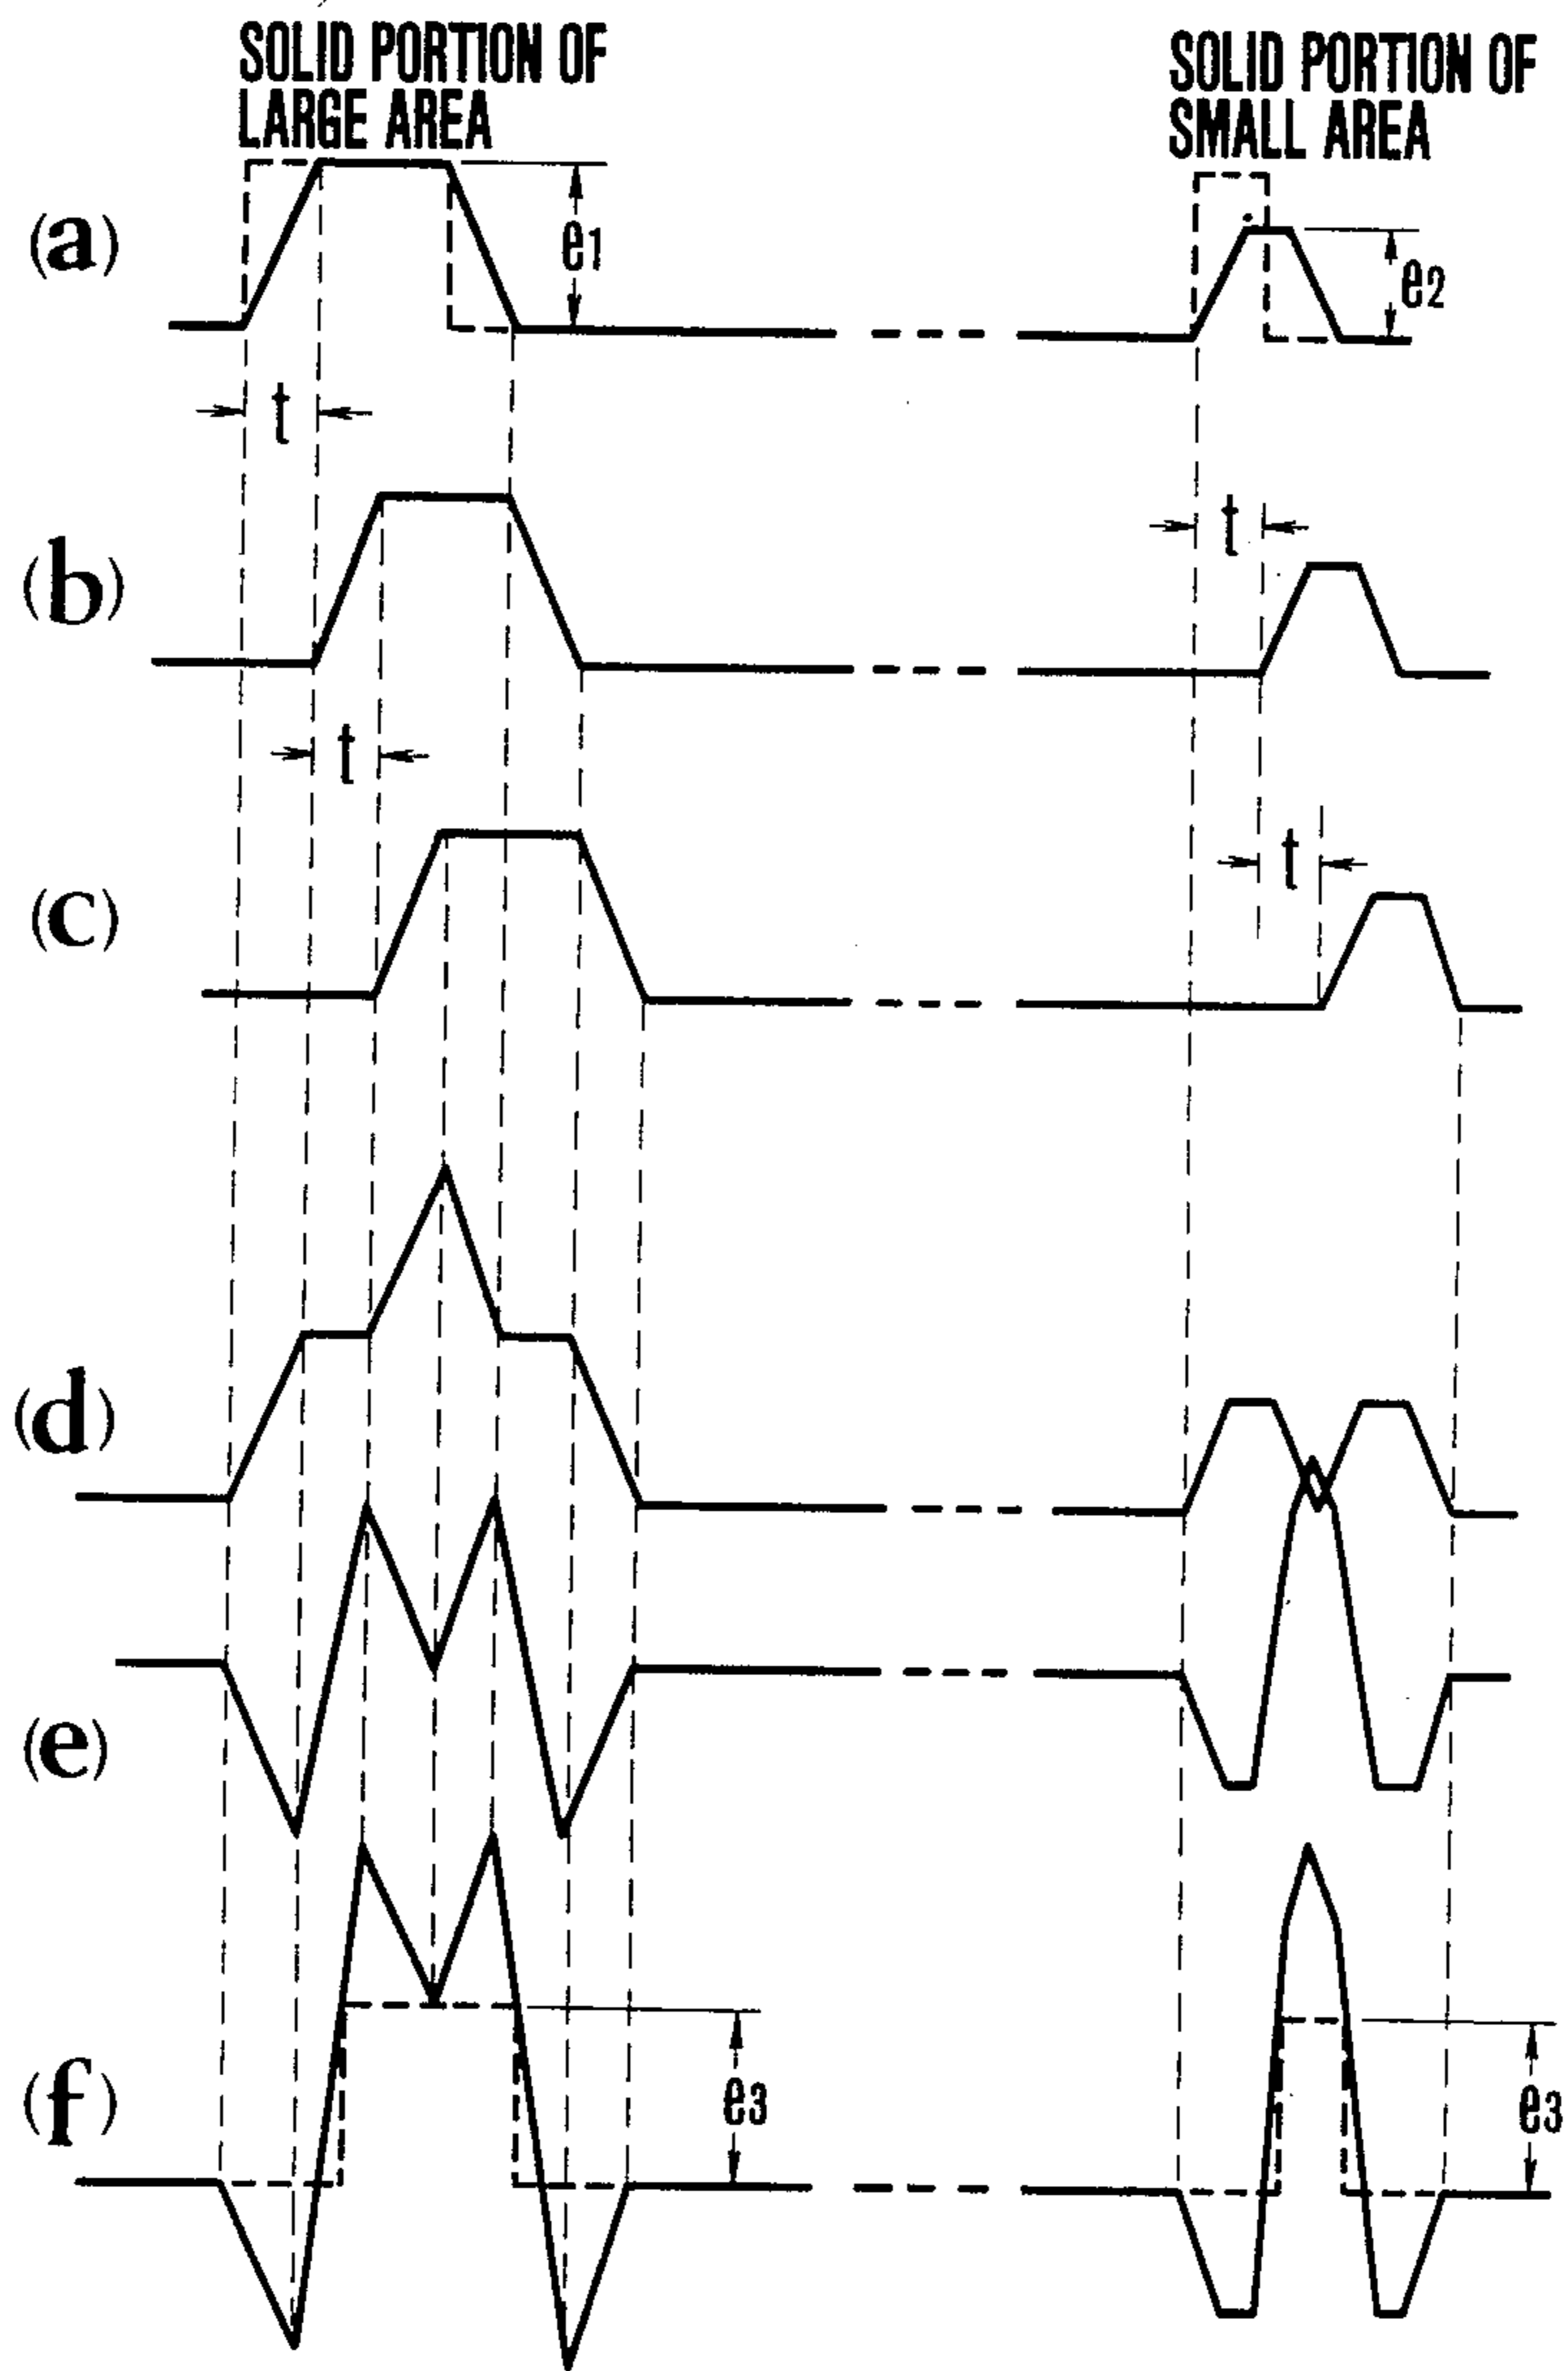 SOLID PORTION OF
LARGE AREA
SOLID PORTION OF
SMALL AREA
(a)
e1
e2
t
(b)
t
t
(c)
t
(d)
(e)
(f)
e3
e3